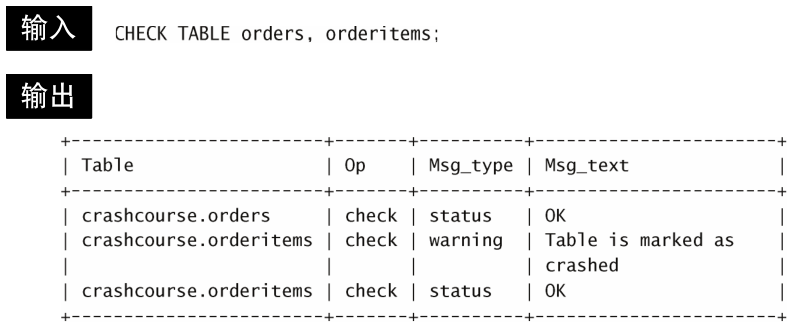 输入 CHECK TABLE orders, orderitems;
输出
+------------------------+-------+----------+-----------------------+
| Table                  | Op    | Msg_type | Msg_text              |
+------------------------+-------+----------+-----------------------+
| crashcourse.orders     | check | status   | OK                    |
| crashcourse.orderitems | check | warning  | Table is marked as    |
|                        |       |          | crashed               |
| crashcourse.orderitems | check | status   | OK                    |
+------------------------+-------+----------+-----------------------+